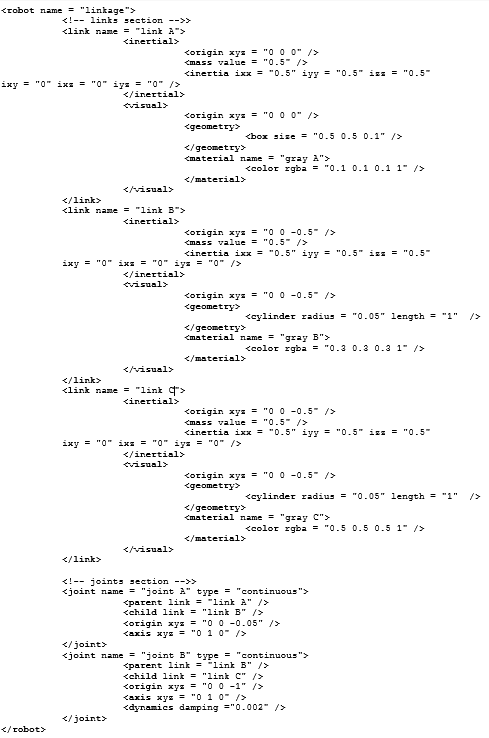 <robot name = "linkage">
<!-- links section -->>
<link name = "link A">
<inertial>
<origin xyz = "0 0 0" />
<mass value = "0.5" />
<inertia ixx = "0.5" iyy = "0.5" izz = "0.5"
ixy = "0" ixz = "0" iyz = "0" />
</inertial>
<visual>
<origin xyz = "0 0 0" />
<geometry>
<box size = "0.5 0.5 0.1" />
</geometry>
<material name = "gray A">
<color rgba = "0.1 0.1 0.1 1" />
</material>
</visual>
</link>
<link name = "link B">
<inertial>
<origin xyz = "0 0 -0.5" />
<mass value = "0.5" />
<inertia ixx = "0.5" iyy = "0.5" izz = "0.5"
ixy = "0" ixz = "0" iyz = "0" />
</inertial>
<visual>
<origin xyz = "0 0 -0.5" />
<geometry>
<cylinder radius = "0.05" length = "1" />
</geometry>
<material name = "gray B">
<color rgba = "0.3 0.3 0.3 1" />
</material>
</visual>
</link>
<link name = "link C">
<inertial>
<origin xyz = "0 0 -0.5" />
<mass value = "0.5" />
<inertia ixx = "0.5" iyy = "0.5" izz = "0.5"
ixy = "0" ixz = "0" iyz = "0" />
</inertial>
<visual>
<origin xyz = "0 0 -0.5" />
<geometry>
<cylinder radius = "0.05" length = "1" />
</geometry>
<material name = "gray C">
<color rgba = "0.5 0.5 0.5 1" />
</material>
</visual>
</link>
<!-- joints section -->>
<joint name = "joint A" type = "continuous">
<parent link = "link A" />
<child link = "link B" />
<origin xyz = "0 0 -0.05" />
<axis xyz = "0 1 0" />
</joint>
<joint name = "joint B" type = "continuous">
<parent link = "link B" />
<child link = "link C" />
<origin xyz = "0 0 -1" />
<axis xyz = "0 1 0" />
<dynamics damping ="0.002" />
</joint>
</robot>